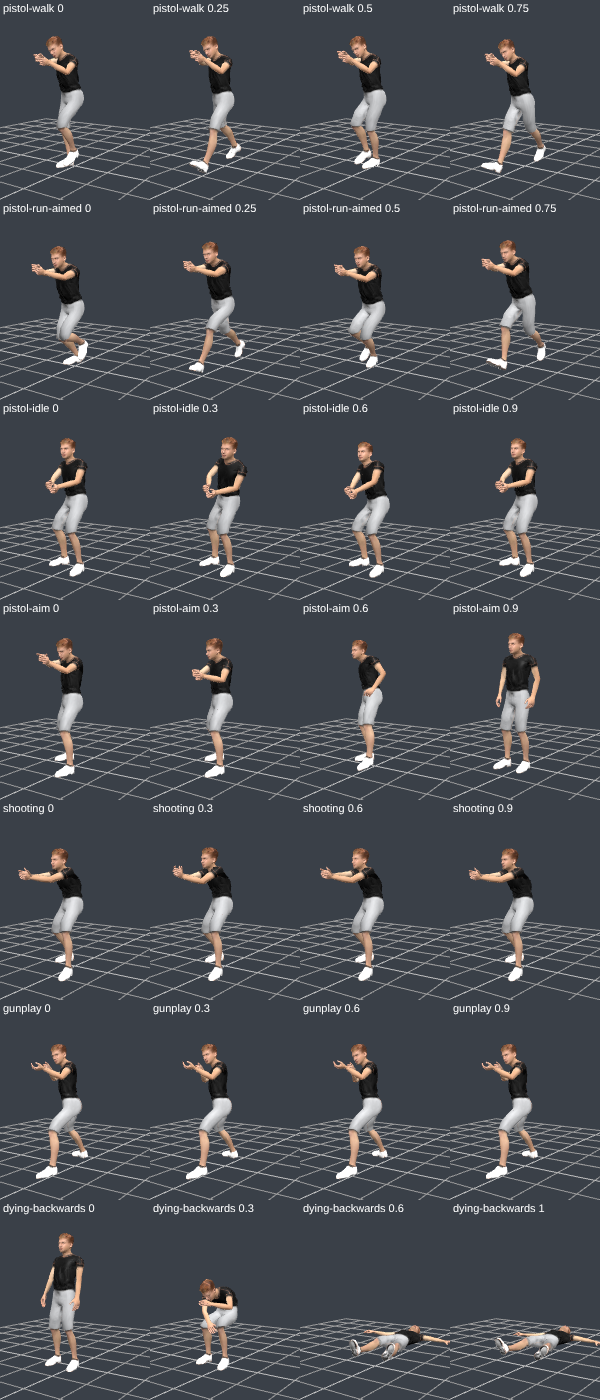 pistol-walk 0 pistol-walk 0.25 pistol-walk 0.5 pistol-walk 0.75
pistol-run-aimed 0 pistol-run-aimed 0.25 pistol-run-aimed 0.5 pistol-run-aimed 0.75
pistol-idle 0 pistol-idle 0.3 pistol-idle 0.6 pistol-idle 0.9
pistol-aim 0 pistol-aim 0.3 pistol-aim 0.6 pistol-aim 0.9
shooting 0 shooting 0.3 shooting 0.6 shooting 0.9
gunplay 0 gunplay 0.3 gunplay 0.6 gunplay 0.9
dying-backwards 0 dying-backwards 0.3 dying-backwards 0.6 dying-backwards 1